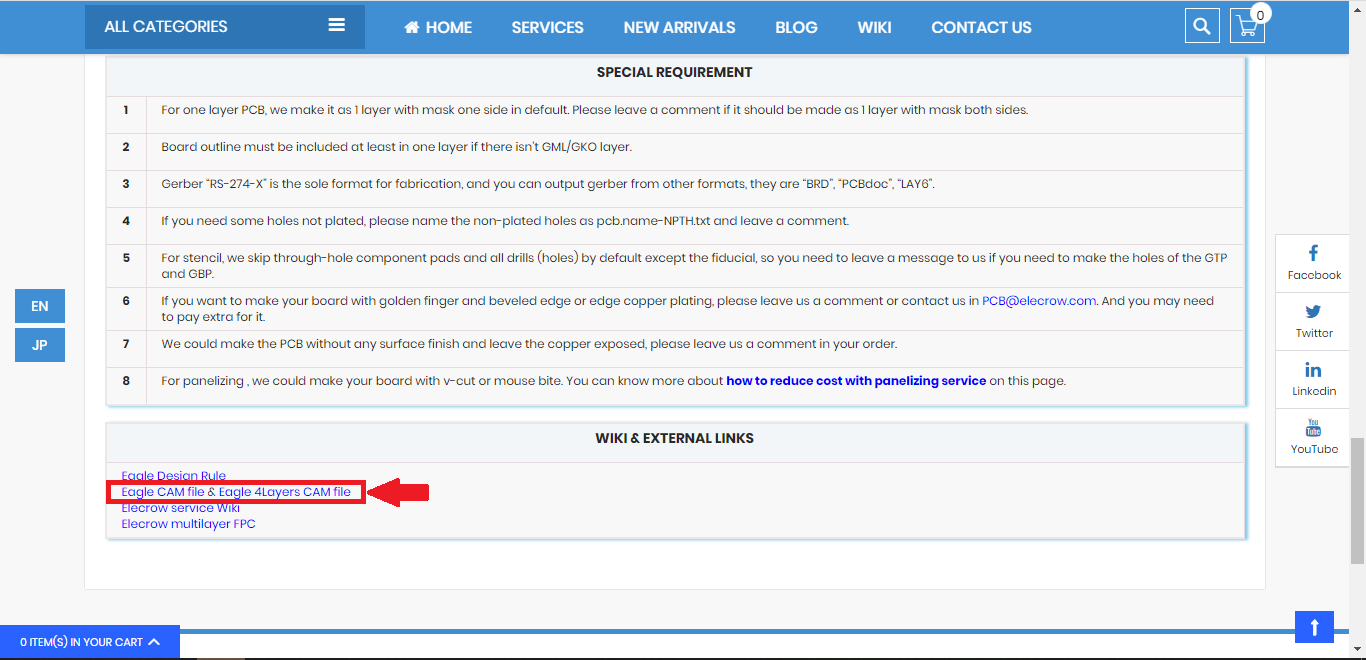 ALL CATEGORIES
HOME
SERVICES
NEW ARRIVALS
BLOG
WIKI
CONTACT US
0
SPECIAL REQUIREMENT
1 For one layer PCB, we make it as 1 layer with mask one side in default. Please leave a comment if it should be made as 1 layer with mask both sides.
2 Board outline must be included at least in one layer if there isn't GML/GKO layer.
3 Gerber “RS-274-X” is the sole format for fabrication, and you can output gerber from other formats, they are “BRD”, “PCBdoc”, “LAY6”.
4 If you need some holes not plated, please name the non-plated holes as pcb.name-NPTH.txt and leave a comment.
5 For stencil, we skip through-hole component pads and all drills (holes) by default except the fiducial, so you need to leave a message to us if you need to make the holes of the GTP
and GBP.
6 If you want to make your board with golden finger and beveled edge or edge copper plating, please leave us a comment or contact us in PCB@elecrow.com. And you may need
to pay extra for it.
7 We could make the PCB without any surface finish and leave the copper exposed, please leave us a comment in your order.
8 For panelizing , we could make your board with v-cut or mouse bite. You can know more about how to reduce cost with panelizing service on this page.
WIKI & EXTERNAL LINKS
Eagle Design Rule
Eagle CAM file & Eagle 4Layers CAM file
Elecrow service Wiki
Elecrow multilayer FPC
EN
JP
Facebook
Twitter
Linkedin
You
Tube
YouTube
0 ITEM(S) IN YOUR CART